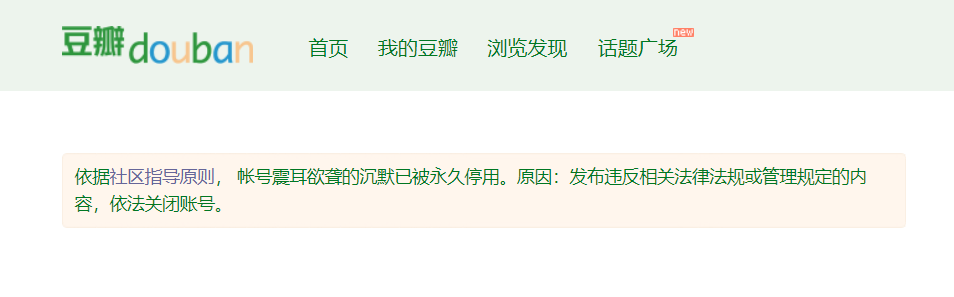 豆瓣douban 首页 我的豆瓣 浏览发现 话题广场 new
依据社区指导原则， 帐号震耳欲聋的沉默已被永久停用。原因：发布违反相关法律法规或管理规定的内
容，依法关闭账号。